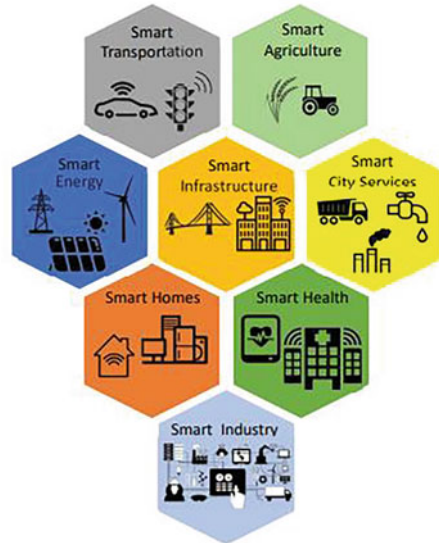 Smart
Transportation
Smart
Agriculture
Smart
Energy
Smart
Infrastructure
Smart
City Services
Smart Homes
Smart Health
Smart Industry